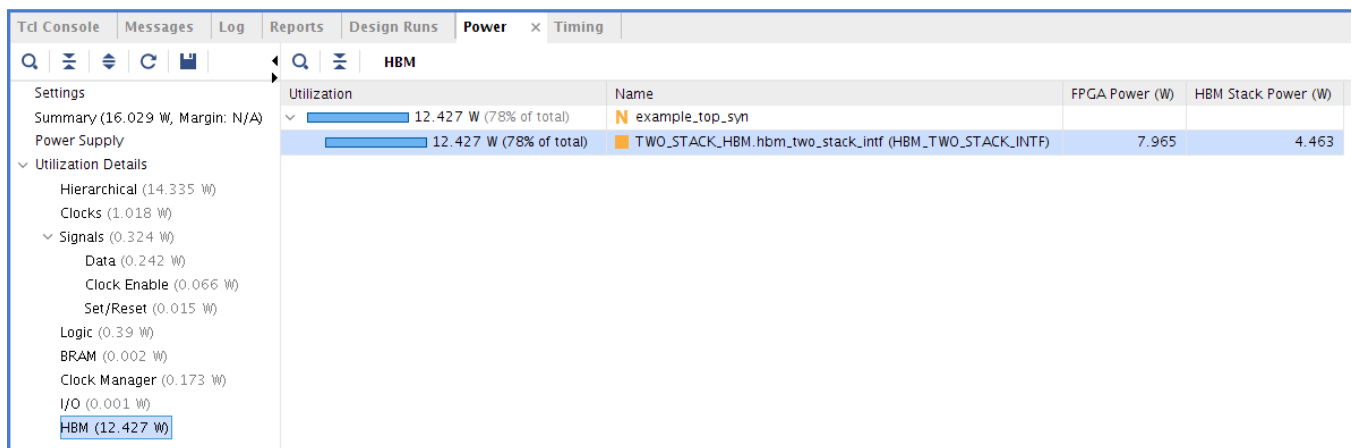 Tcl Console Messages Log Reports Design Runs Power × Timing
HBM
Settings
Summary (16.029 W, Margin: N/A)
Power Supply
Utilization Details
Hierarchical (14.335 W)
Clocks (1.018 W)
Signals (0.324 W)
Data (0.242 W)
Clock Enable (0.066 W)
Set/Reset (0.015 W)
Logic (0.39 W)
BRAM (0.002 W)
Clock Manager (0.173 W)
I/O (0.001 W)
HBM (12.427 W)
Utilization Name FPGA Power (W) HBM Stack Power (W)
12.427 W (78% of total) N example_top_syn
12.427 W (78% of total) TWO_STACK_HBM.hbm_two_stack_intf (HBM_TWO_STACK_INTF) 7.965 4.463